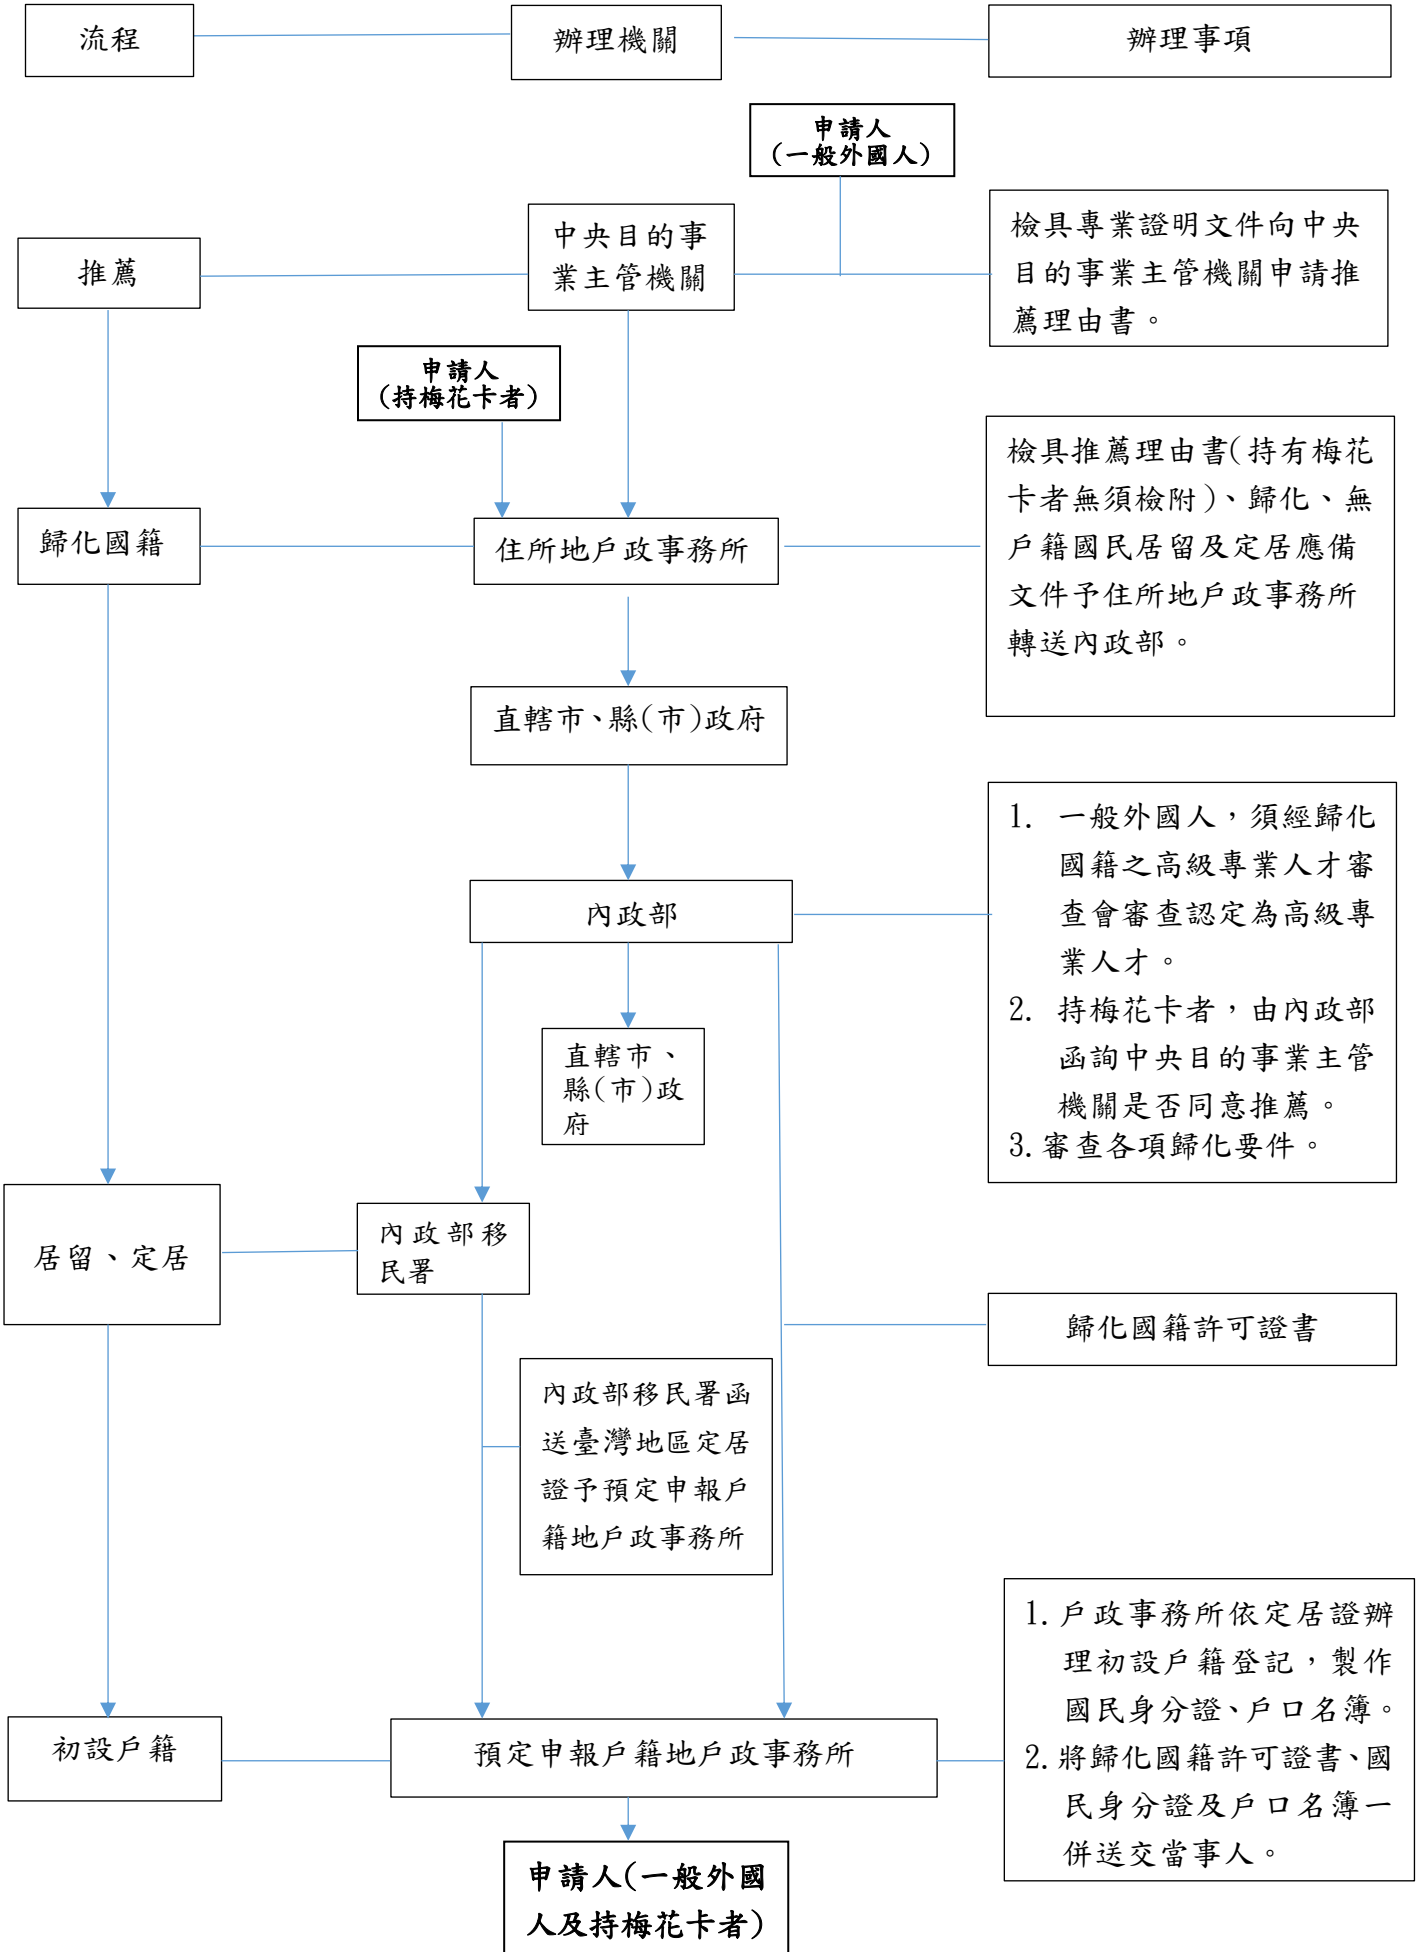 流程
辦理機關
辦理事項
申請人
(一般外國人)
推薦
中央目的事
業主管機關
檢具專業證明文件向中央
目的事業主管機關申請推
薦理由書。
申請人
(持梅花卡者)
歸化國籍
住所地戶政事務所
檢具推薦理由書(持有梅花
卡者無須檢附)、歸化、無
戶籍國民居留及定居應備
文件予住所地戶政事務所
轉送內政部。
直轄市、縣(市)政府
內政部
1. 一般外國人，須經歸化
國籍之高級專業人才審
查會審查認定為高級專
業人才。
2. 持梅花卡者，由內政部
函詢中央目的事業主管
機關是否同意推薦。
3.審查各項歸化要件。
直轄市、
縣(市)政
府
居留、定居
內政部移
民署
歸化國籍許可證書
內政部移民署函
送臺灣地區定居
證予預定申報戶
籍地戶政事務所
初設戶籍
預定申報戶籍地戶政事務所
1.戶政事務所依定居證辦
理初設戶籍登記，製作
國民身分證、戶口名簿。
2.將歸化國籍許可證書、國
民身分證及戶口名簿一
併送交當事人。
申請人(一般外國
人及持梅花卡者)